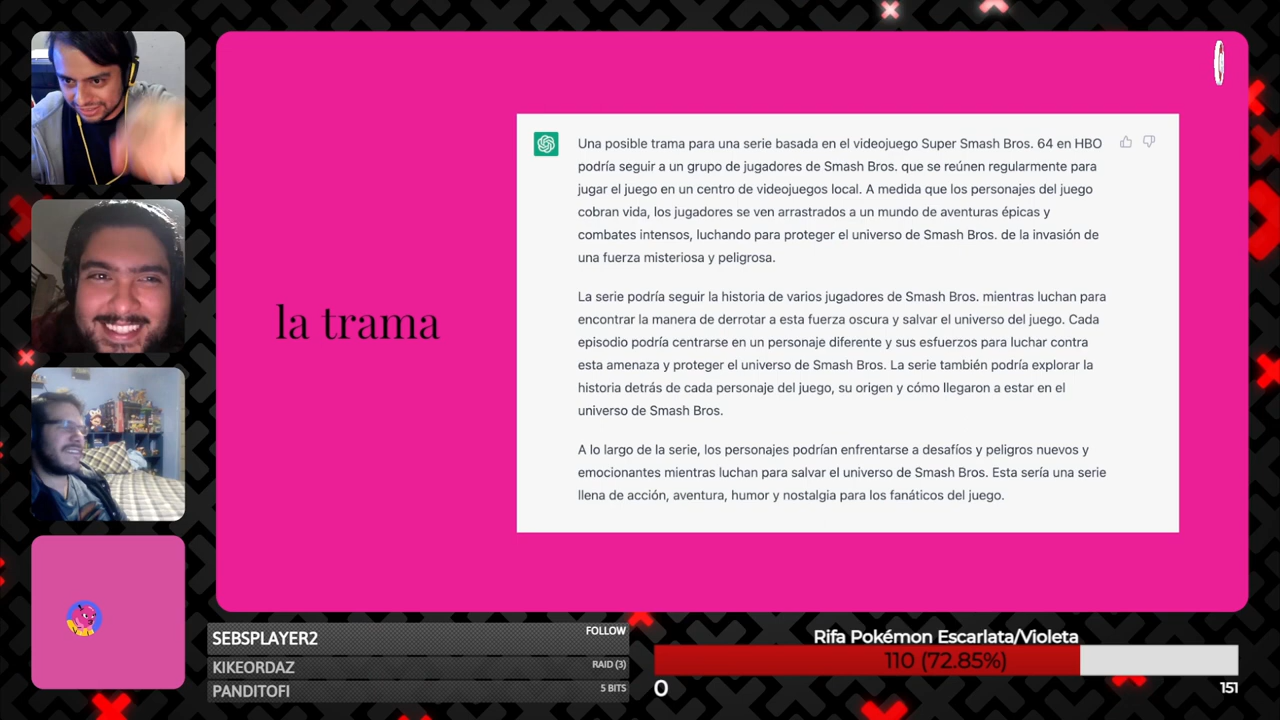 la trama
Una posible trama para una serie basada en el videojuego Super Smash Bros. 64 en HBO
podría seguir a un grupo de jugadores de Smash Bros. que se reúnen regularmente para
jugar el juego en un centro de videojuegos local. A medida que los personajes del juego
cobran vida, los jugadores se ven arrastrados a un mundo de aventuras épicas y
combates intensos, luchando para proteger el universo de Smash Bros. de la invasión de
una fuerza misteriosa y peligrosa.
La serie podría seguir la historia de varios jugadores de Smash Bros. mientras luchan para
encontrar la manera de derrotar a esta fuerza oscura y salvar el universo del juego. Cada
episodio podría centrarse en un personaje diferente y sus esfuerzos para luchar contra
esta amenaza y proteger el universo de Smash Bros. La serie también podría explorar la
historia detrás de cada personaje del juego, su origen y cómo llegaron a estar en el
universo de Smash Bros.
A lo largo de la serie, los personajes podrían enfrentarse a desafíos y peligros nuevos y
emocionantes mientras luchan para salvar el universo de Smash Bros. Esta sería una serie
llena de acción, aventura, humor y nostalgia para los fanáticos del juego.
SEBSPLAYER2 FOLLOW
KIKEORDAZ RAID (3)
PANDITOFI 5 BITS
Rifa Pokémon Escarlata/Violeta
110 (72.85%)
0 151